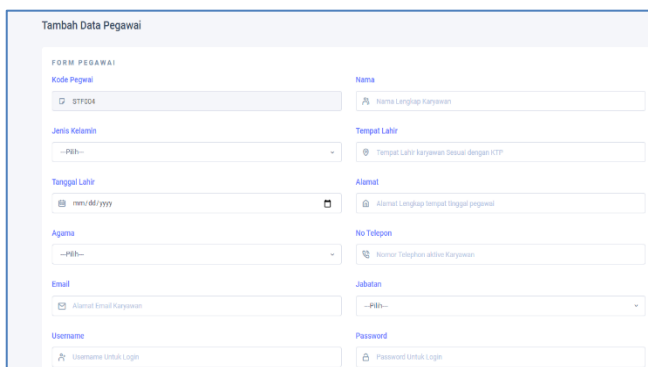 Tambah Data Pegawai
FORM PEGAWAI
Kode Pegwai Nama
STF004 Nama Lengkap Karyawan
Jenis Kelamin Tempat Lahir
---Pilih--- Tempat Lahir karyawan Sesuai dengan KTP
Tanggal Lahir Alamat
mm/dd/yyyy Alamat Lengkap tempat tinggal pegawai
Agama No Telepon
---Pilih--- Nomor Telephon aktive Karyawan
Email Jabatan
Alamat Email Karyawan ---Pilih---
Username Password
Username Untuk Login Password Untuk Login